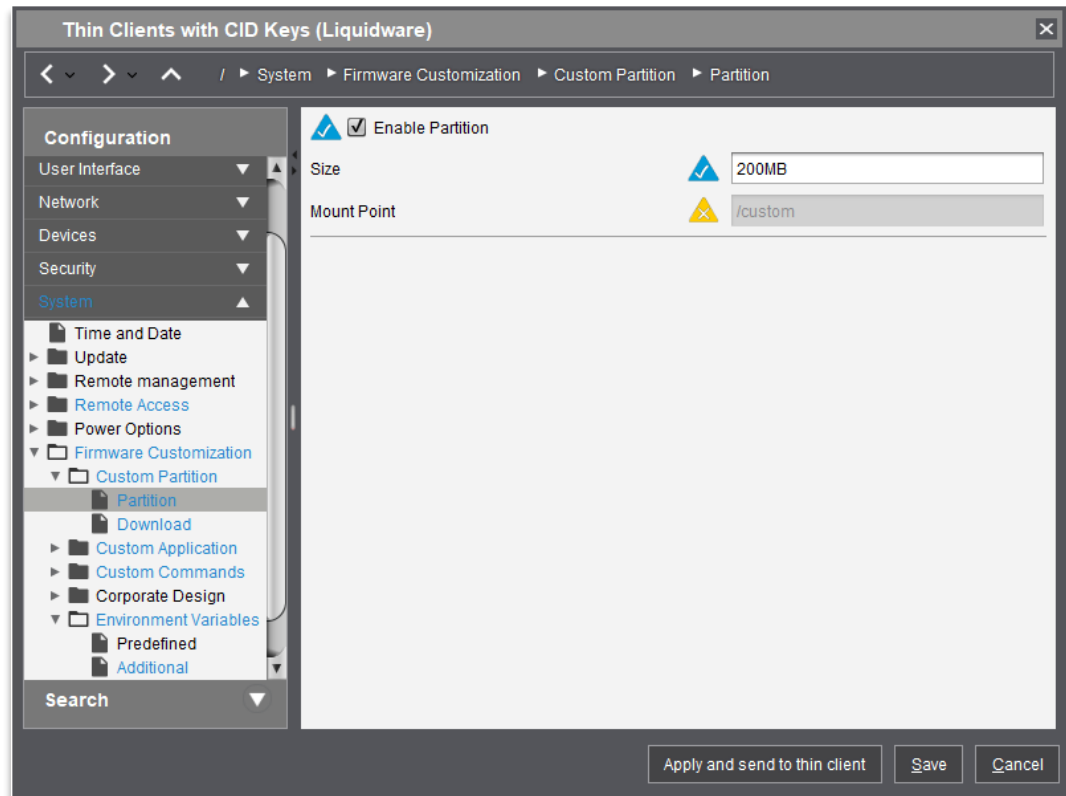 Thin Clients with CID Keys (Liquidware)
/ System Firmware Customization Custom Partition Partition
Configuration
User Interface
Network
Devices
Security
System
Time and Date
Update
Remote management
Remote Access
Power Options
Firmware Customization
Custom Partition
Partition
Download
Custom Application
Custom Commands
Corporate Design
Environment Variables
Predefined
Additional
Search
Enable Partition
Size 200MB
Mount Point /custom
Apply and send to thin client Save Cancel